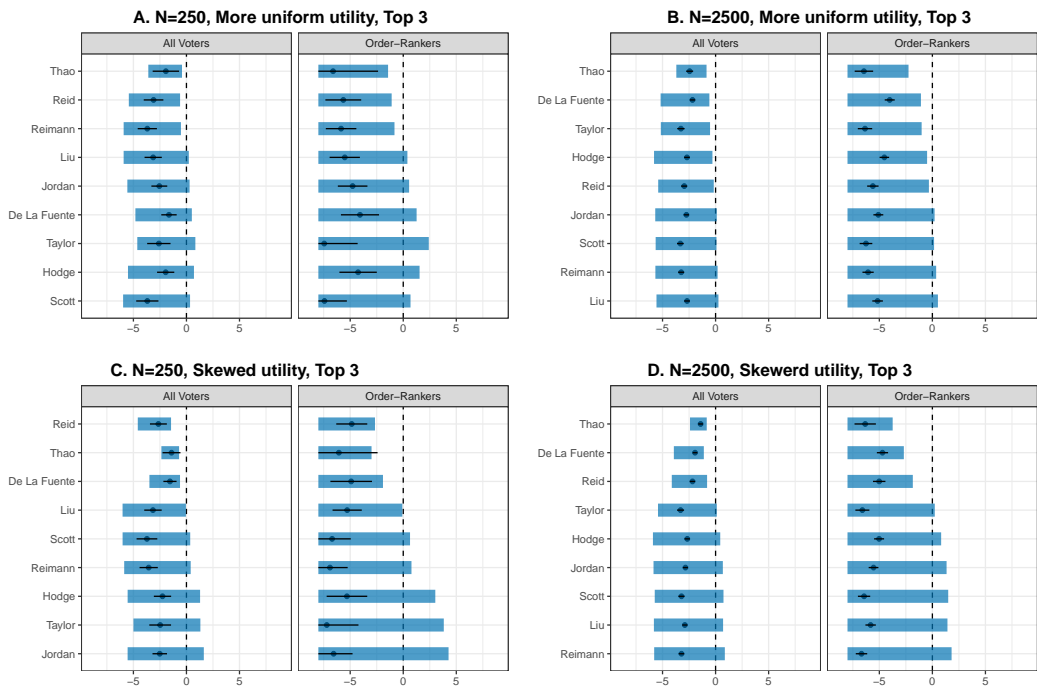 A. N=250, More uniform utility, Top 3
All Voters
Order−Rankers
Thao
Reid
Reimann
Liu
Jordan
De La Fuente
Taylor
Hodge
Scott
−5 0 5 −5 0 5
B. N=2500, More uniform utility, Top 3
All Voters
Order−Rankers
Thao
De La Fuente
Taylor
Hodge
Reid
Jordan
Scott
Reimann
Liu
−5 0 5 −5 0 5
C. N=250, Skewed utility, Top 3
All Voters
Order−Rankers
Reid
Thao
De La Fuente
Liu
Scott
Reimann
Hodge
Taylor
Jordan
−5 0 5 −5 0 5
D. N=2500, Skewerd utility, Top 3
All Voters
Order−Rankers
Thao
De La Fuente
Reid
Taylor
Hodge
Jordan
Scott
Liu
Reimann
−5 0 5 −5 0 5